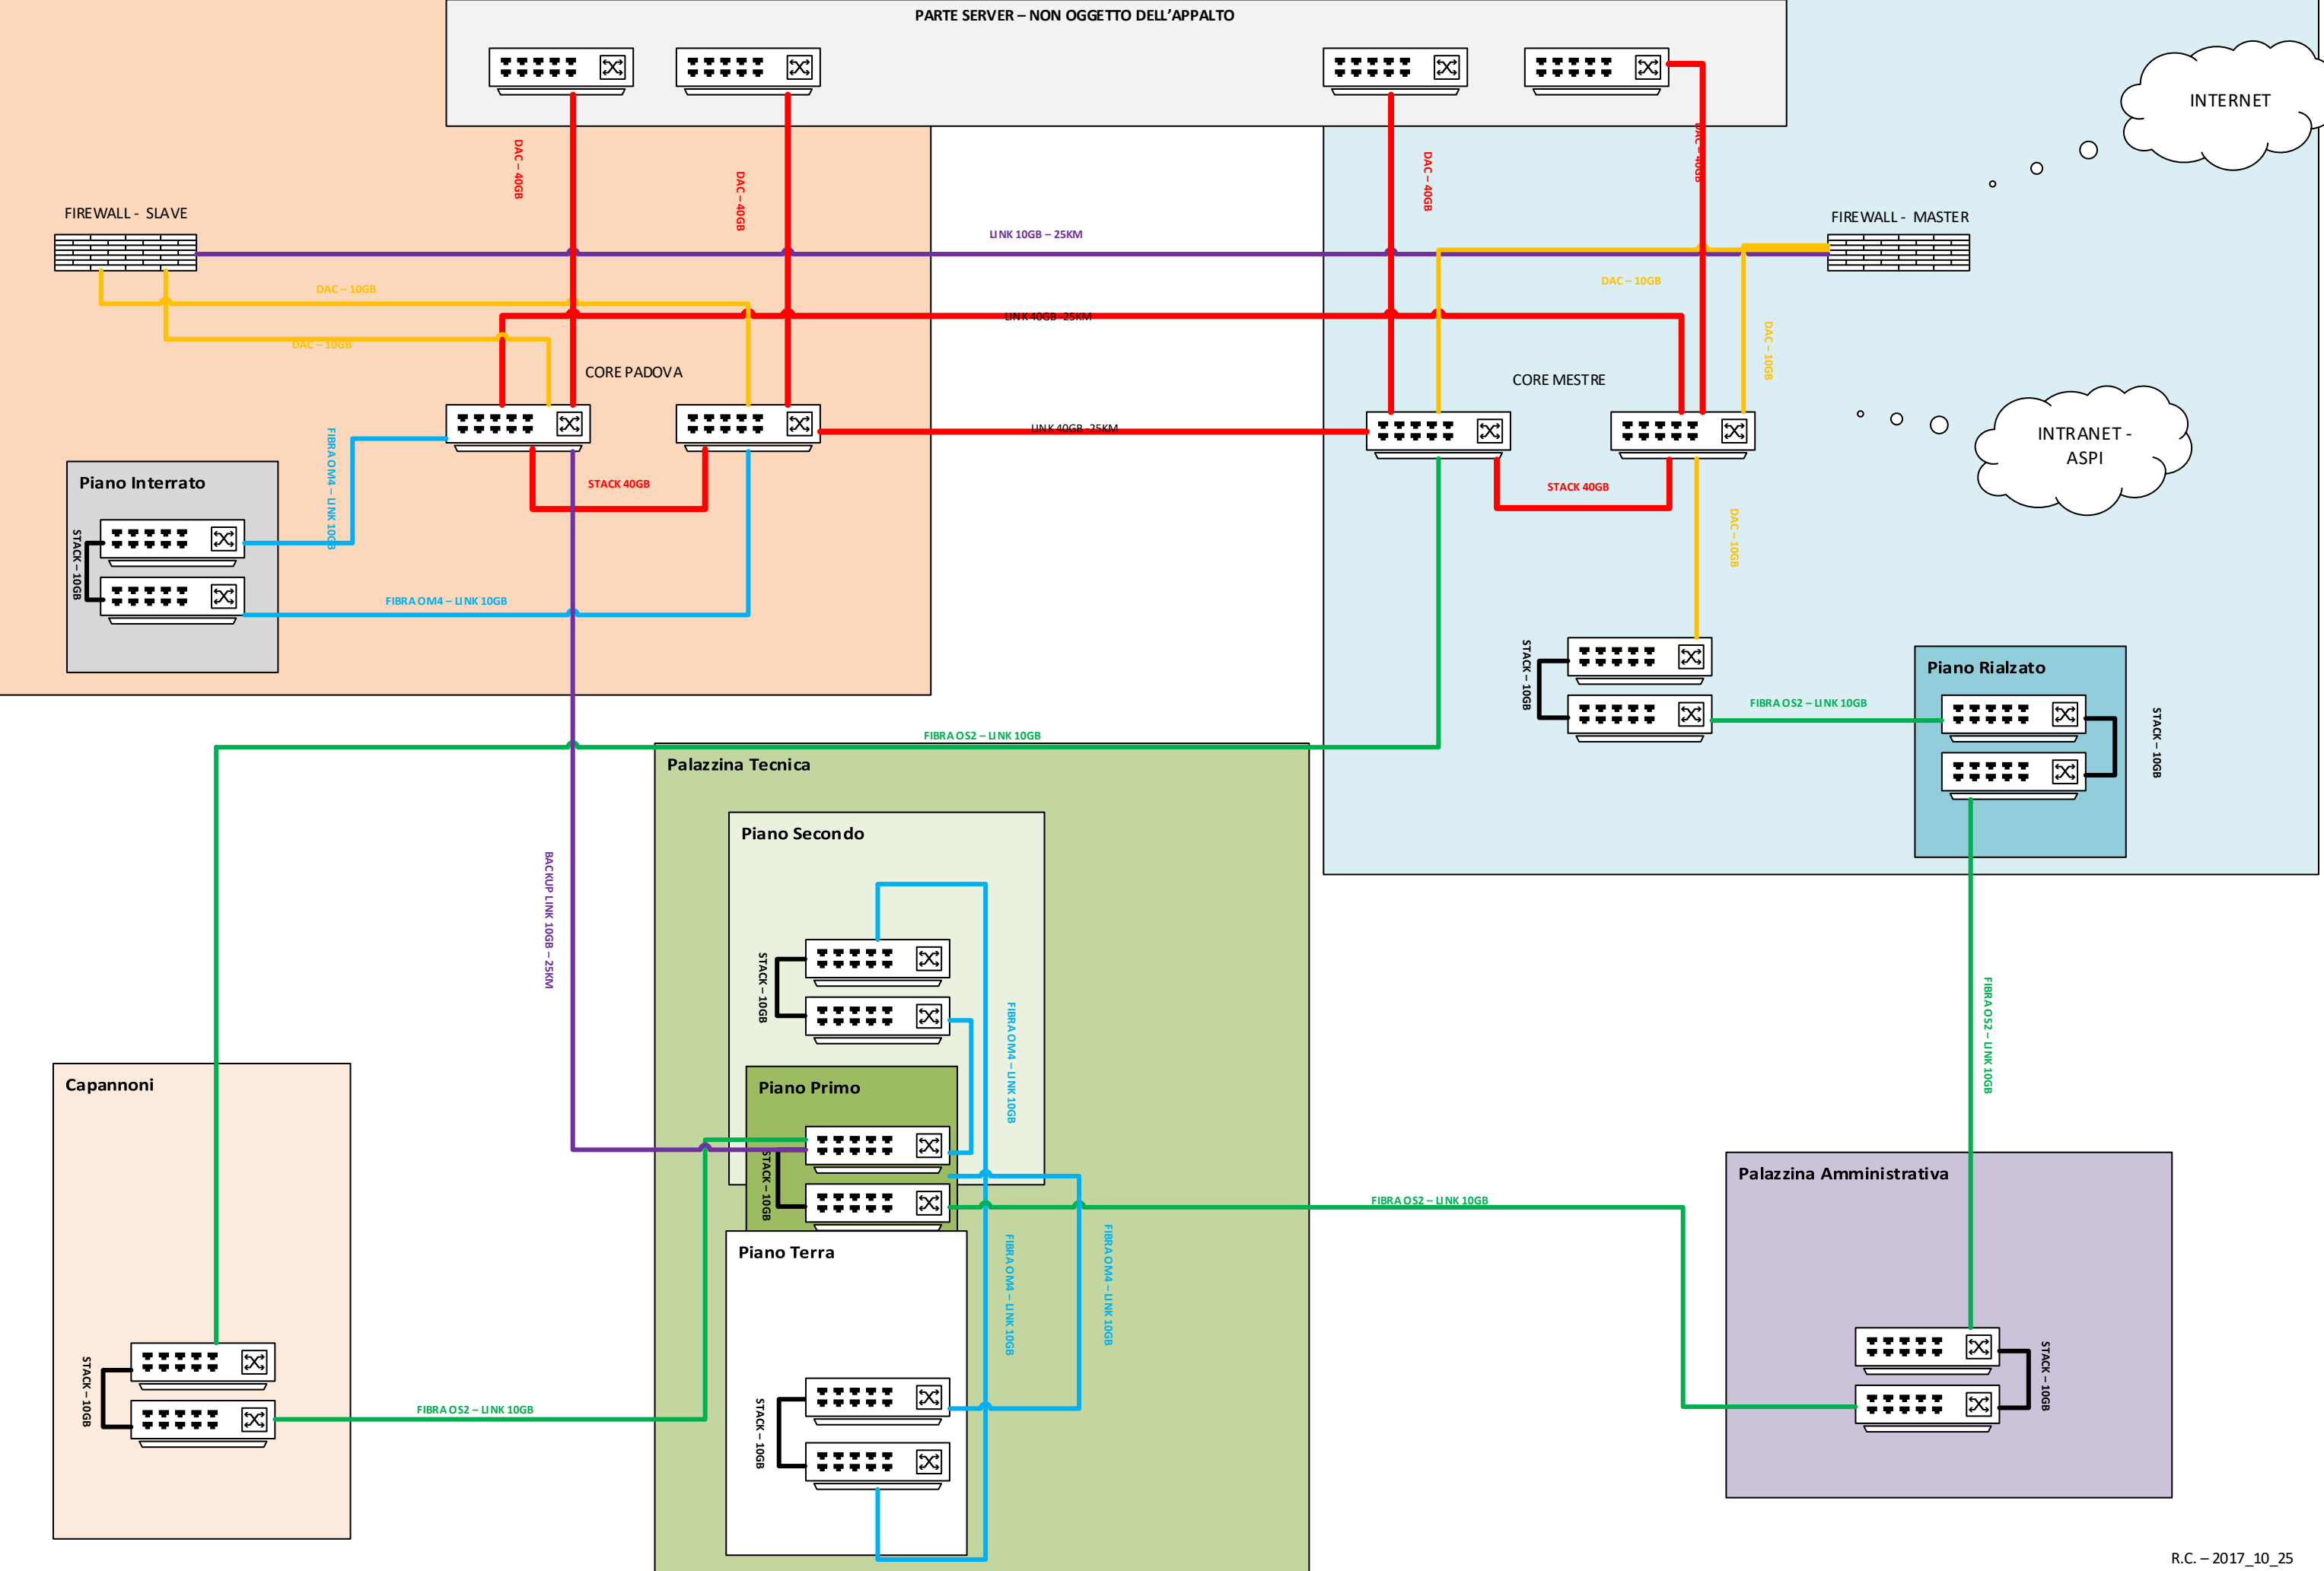 PARTE SERVER – NON OGGETTO DELL'APPALTO
INTERNET
DAC – 40GB
DAC – 40GB
DAC – 40GB
DAC – 40GB
FIREWALL - SLAVE
FIREWALL - MASTER
LINK 10GB – 25KM
DAC – 10GB
DAC – 10GB
LINK 40GB -25KM
DAC – 10GB
DAC – 10GB
CORE PADOVA
CORE MESTRE
LINK 40GB -25KM
INTRANET -
ASPI
FIBRA OM4 – LINK 10GB
Piano Interrato
STACK 40GB
STACK 40GB
DAC – 10GB
STACK – 10GB
FIBRA OM4 – LINK 10GB
STACK – 10GB
Piano Rialzato
FIBRA OS2 – LINK 10GB
STACK – 10GB
FIBRA OS2 – LINK 10GB
Palazzina Tecnica
Piano Secondo
BACKUP LINK 10GB – 25KM
STACK – 10GB
FIBRA OM4 – LINK 10GB
FIBRA OS2 – LINK 10GB
Capannoni
Piano Primo
STACK – 10GB
FIBRA OS2 – LINK 10GB
Palazzina Amministrativa
Piano Terra
FIBRA OM4 – LINK 10GB
FIBRA OM4 – LINK 10GB
STACK – 10GB
STACK – 10GB
STACK – 10GB
FIBRA OS2 – LINK 10GB
R.C. – 2017_10_25